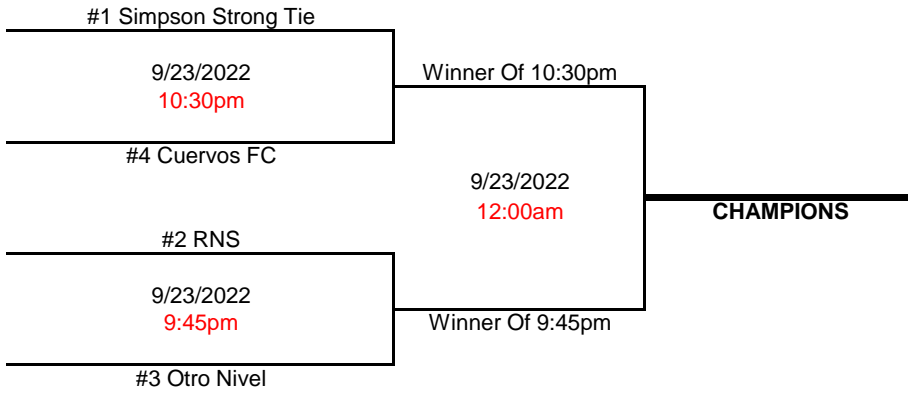 #1 Simpson Strong Tie
9/23/2022
10:30pm
Winner Of 10:30pm
#4 Cuervos FC
9/23/2022
12:00am
CHAMPIONS
#2 RNS
9/23/2022
9:45pm
Winner Of 9:45pm
#3 Otro Nivel